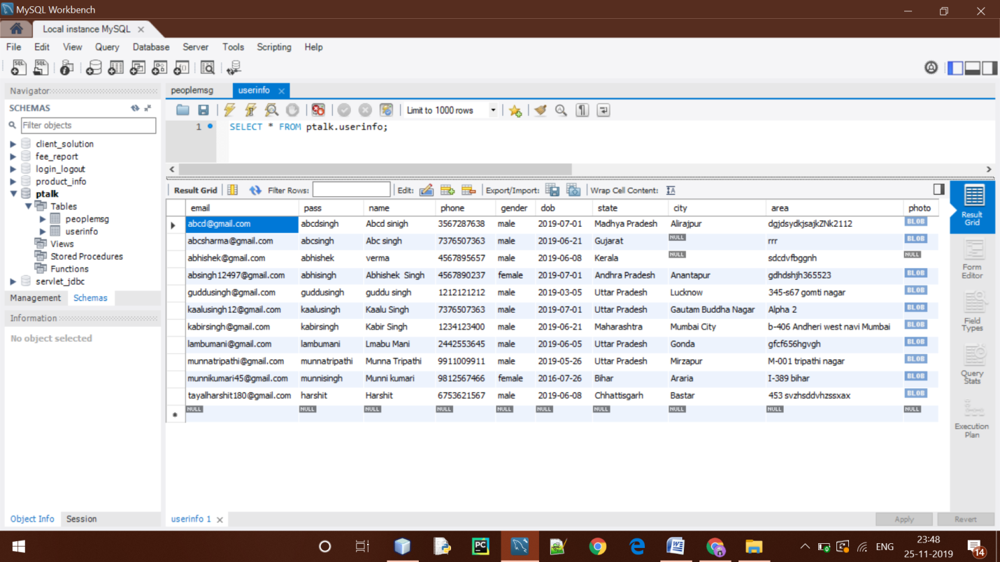 MySQL Workbench
Local instance MySQL
File Edit View Query Database Server Tools Scripting Help
Navigator
SCHEMAS
Filter objects
client_solution
fee_report
login_logout
product_info
ptalk
Tables
peoplemsg
userinfo
Views
Stored Procedures
Functions
servlet_jdbc
Management Schemas
Information
No object selected
Object Info Session
peoplemsg userinfo
Limit to 1000 rows
1 SELECT * FROM ptalk.userinfo;
Result Grid Filter Rows: Edit: Export/Import: Wrap Cell Content:
email pass name phone gender dob state city area photo
abcd@gmail.com abcdsingh Abcd sinigh 3567287638 male 2019-07-01 Madhya Pradesh Alirajpur dgjdsydkjsajkZNk2112 BLOB
abcsharma@gmail.com abcsingh Abc singh 7376507363 male 2019-06-21 Gujarat NULL rrr BLOB
abhishek@gmail.com abhishek verma 4567895657 male 2019-06-08 Kerala NULL sdcdvfbggnh NULL
absingh12497@gmail.com abhisingh Abhishek Singh 4567890237 female 2019-07-01 Andhra Pradesh Anantapur gdhdshjh365523 BLOB
guddusingh@gmail.com guddusingh guddu singh 1212121212 male 2019-03-05 Uttar Pradesh Lucknow 345-s67 gomti nagar BLOB
kaalusingh12@gmail.com kaalusingh Kaalu Singh 7376507363 male 2019-07-01 Uttar Pradesh Gautam Buddha Nagar Alpha 2 BLOB
kabirsingh@gmail.com kabirsingh Kabir Singh 1234123400 male 2019-06-21 Maharashtra Mumbai City b-406 Andheri west navi Mumbai BLOB
lambumani@gmail.com lambumani Lmabu Mani 2442553645 male 2019-06-05 Uttar Pradesh Gonda gfcf656hgvgh BLOB
munnatripathi@gmail.com munnatripathi Munna Tripathi 9911009911 male 2019-05-26 Uttar Pradesh Mirzapur M-001 tripathi nagar BLOB
munnikumari45@gmail.com munnisingh Munni kumari 9812567466 female 2016-07-26 Bihar Araria I-389 bihar BLOB
tayalharshit180@gmail.com harshit Harshit 6753621567 male 2019-06-08 Chhattisgarh Bastar 453 svzhsddvhzssxax BLOB
NULL NULL NULL NULL NULL NULL NULL NULL NULL NULL
Result
Grid
Form
Editor
Field
Types
Query
Stats
Execution
Plan
userinfo 1
Apply Revert
ENG
23:48
25-11-2019
14